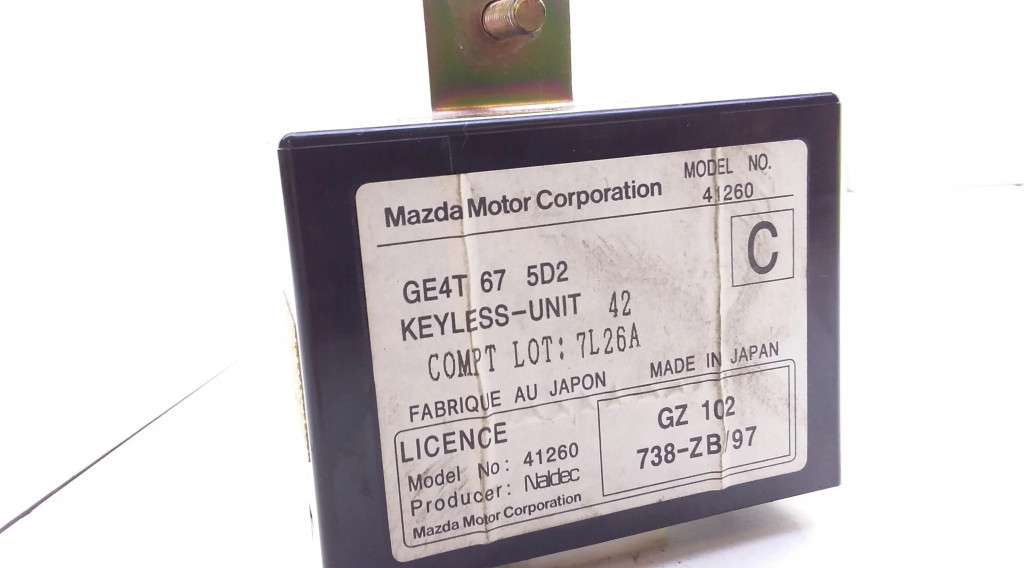 Mazda Motor Corporation
MODEL NO.
41260
C
GE4T 67 5D2
KEYLESS-UNIT 42
COMPT LOT: 7L26A
FABRIQUE AU JAPON MADE IN JAPAN
LICENCE
Model No: 41260
Producer: Naldec
Mazda Motor Corporation
GZ 102
738-ZB/97